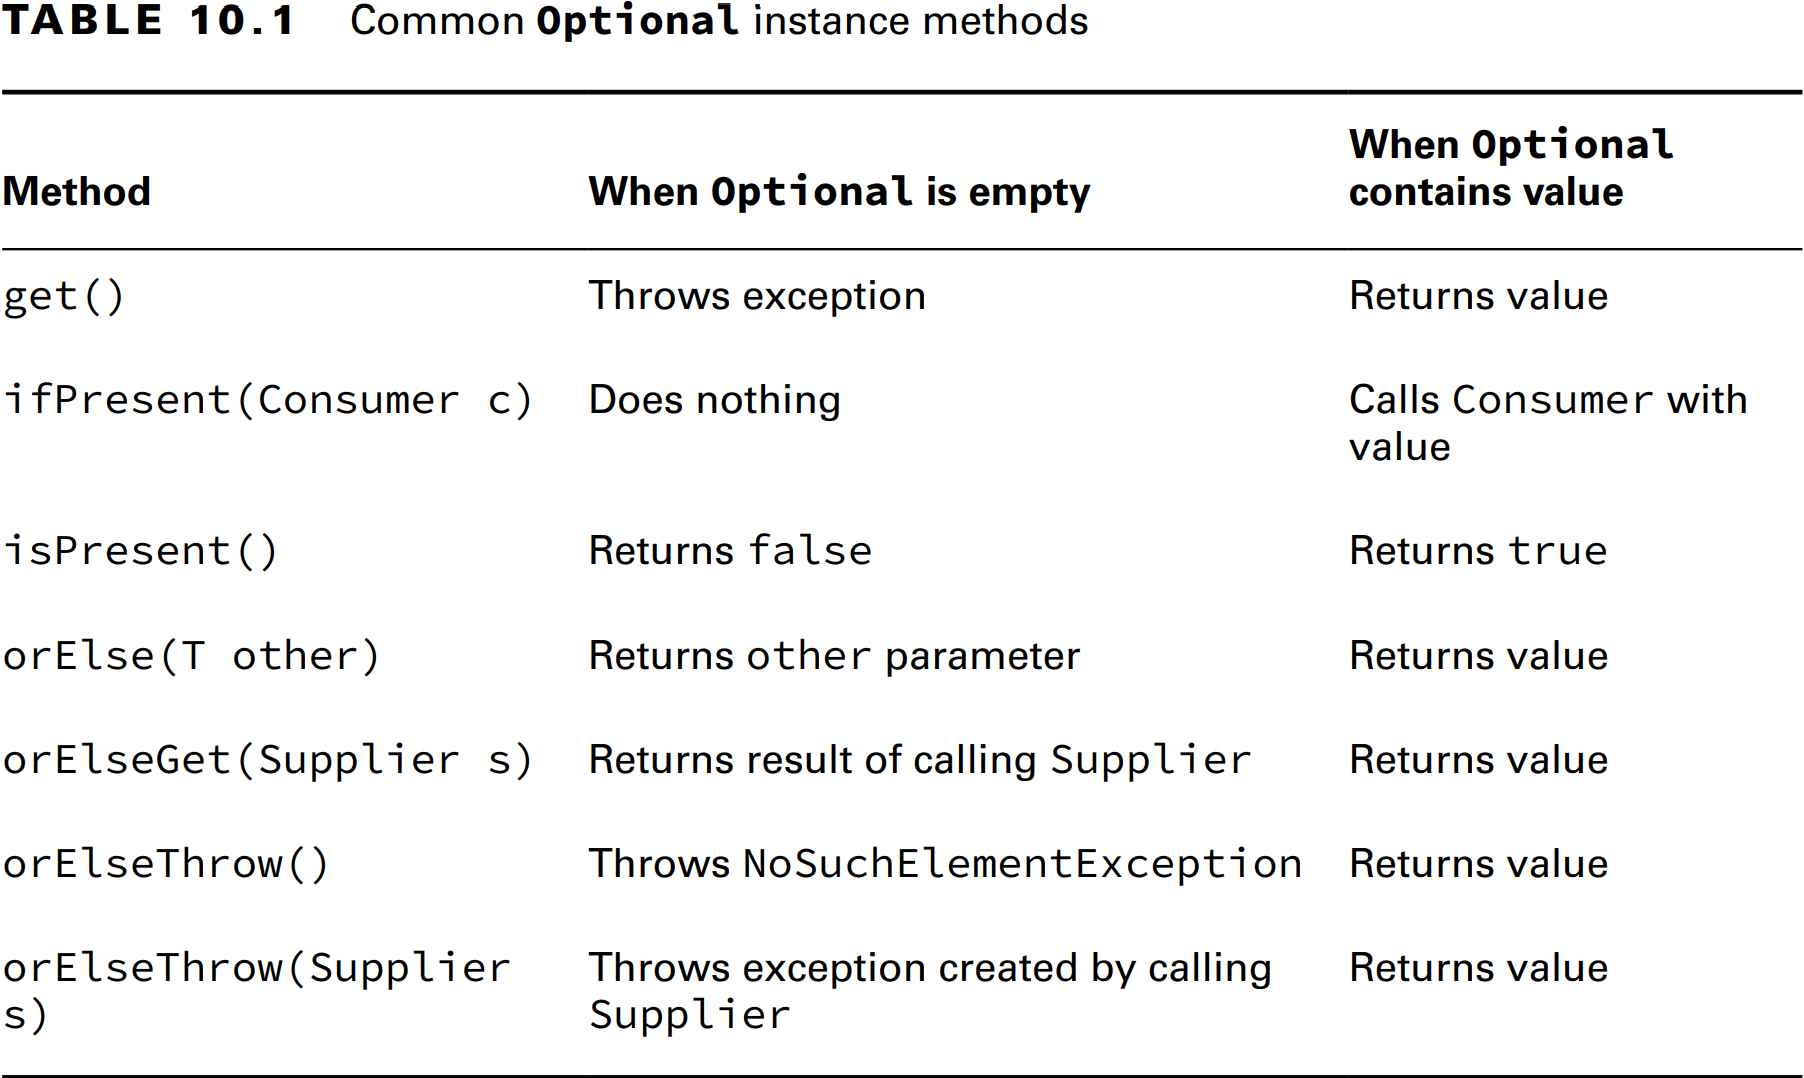 TABLE 10.1 Common Optional instance methods
When Optional
Method When Optional is empty contains value
get() Throws exception Returns value
ifPresent(Consumer c) Does nothing Calls Consumer with
value
isPresent() Returns false Returns true
orElse(T other) Returns other parameter Returns value
orElseGet(Supplier s) Returns result of calling Supplier Returns value
orElseThrow() Throws NoSuchElementException Returns value
orElseThrow(Supplier Throws exception created by calling Returns value
s) Supplier